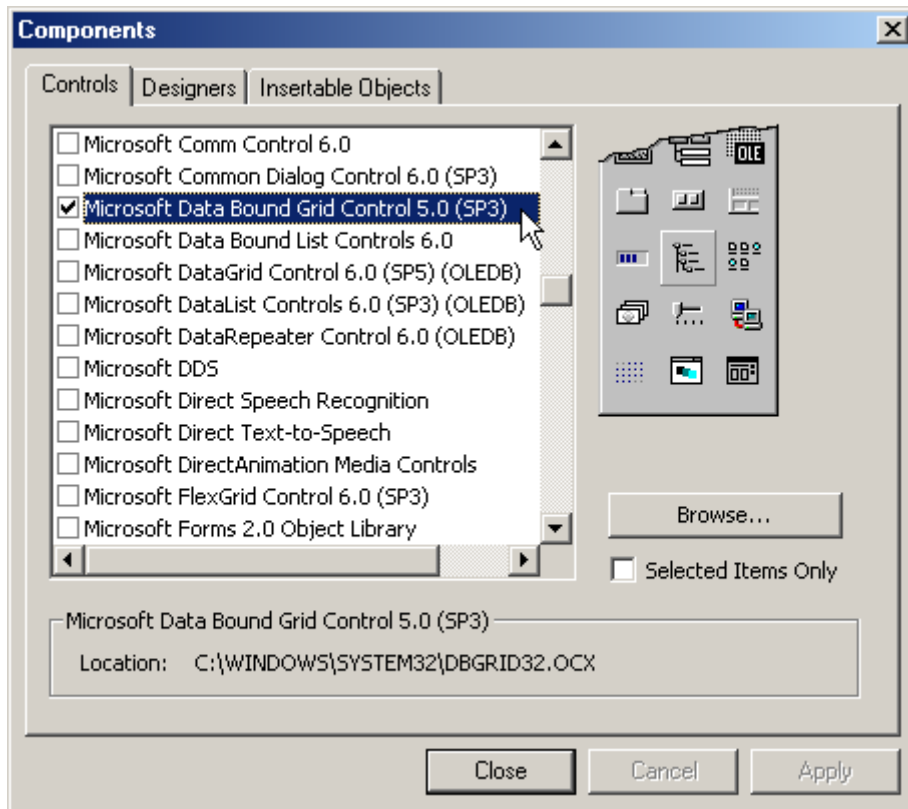 Components
Controls
Designers
Insertable Objects
Microsoft Comm Control 6.0
Microsoft Common Dialog Control 6.0 (SP3)
Microsoft Data Bound Grid Control 5.0 (SP3)
Microsoft Data Bound List Controls 6.0
Microsoft DataGrid Control 6.0 (SP5) (OLEDB)
Microsoft DataList Controls 6.0 (SP3) (OLEDB)
Microsoft DataRepeater Control 6.0 (OLEDB)
Microsoft DDS
Microsoft Direct Speech Recognition
Microsoft Direct Text-to-Speech
Microsoft DirectAnimation Media Controls
Microsoft FlexGrid Control 6.0 (SP3)
Microsoft Forms 2.0 Object Library
OLE
Browse...
Selected Items Only
Microsoft Data Bound Grid Control 5.0 (SP3)
Location: C:\WINDOWS\SYSTEM32\DBGRID32.OCX
Close
Cancel
Apply